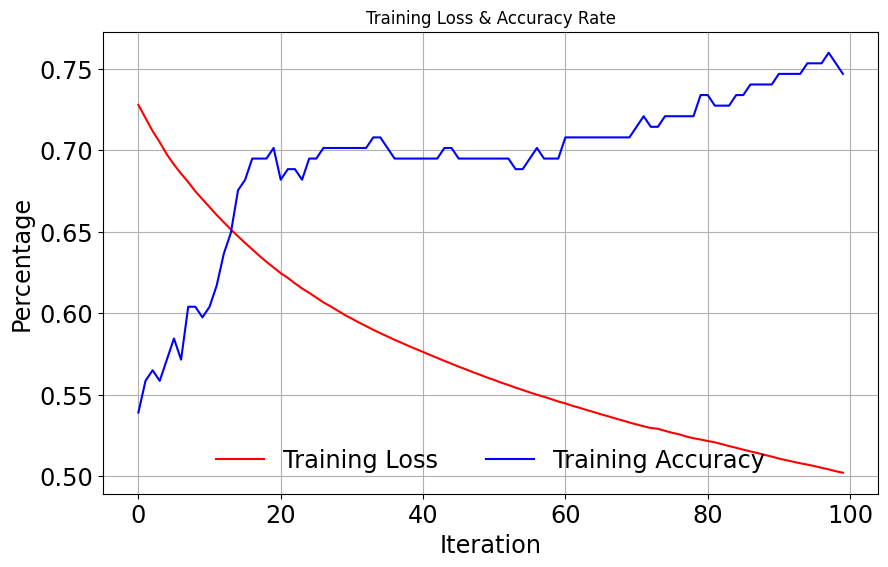 Training Loss & Accuracy Rate
0.75
0.70
0.65
0.60
0.55
0.50
Percentage
Training Loss
Training Accuracy
0 20 40 60 80 100
Iteration